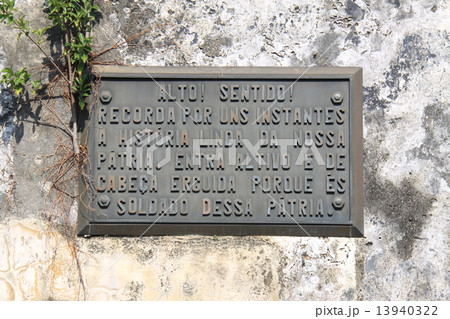 ALTO! SENTIDO!
RECORDA POR UNS INSTANTES
A HISTÓRIA LINDA DA NOSSA
PÁTRIA. ENTRA ALTIVO E DE
CABEÇA ERGUIDA PORQUE ÉS
SOLDADO DESSA PÁTRIA.
PIXTA
pixta.jp - 13940322